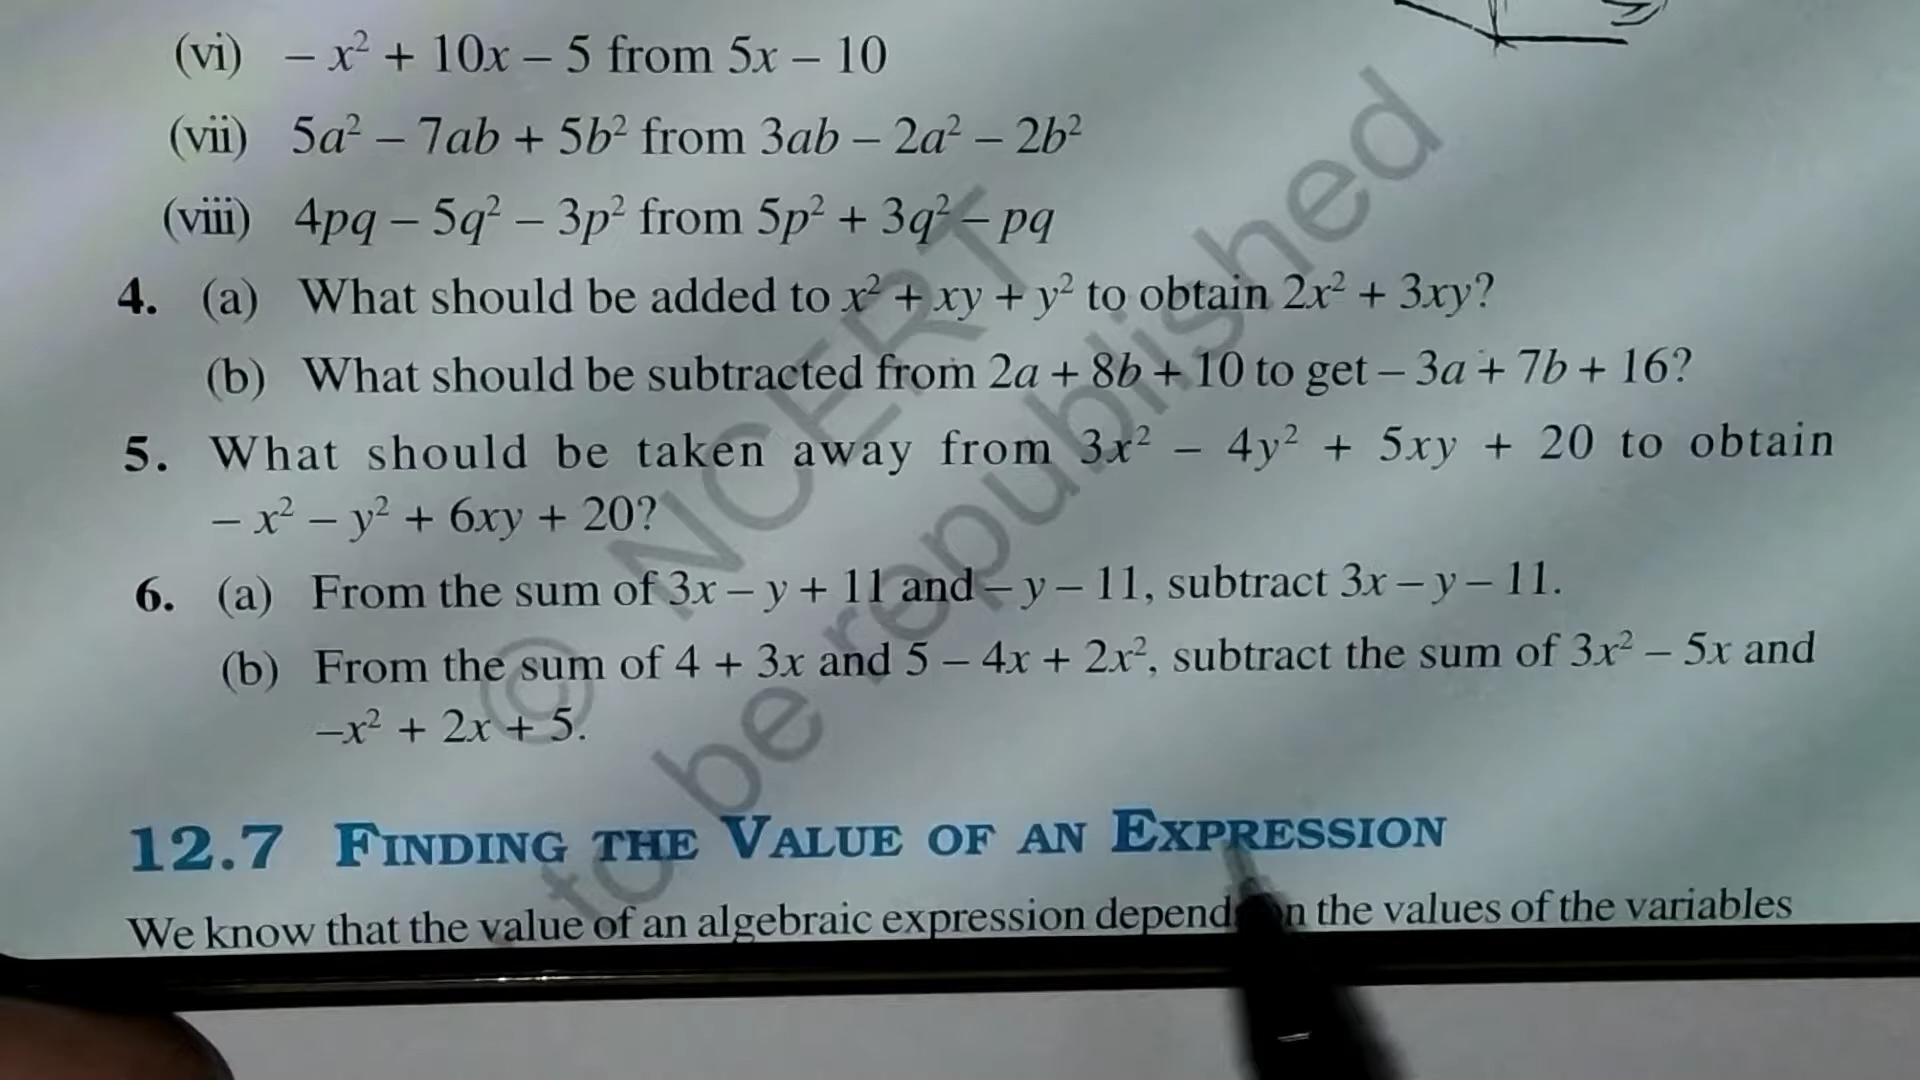 (vi) – x² + 10x – 5 from 5x – 10
(vii) 5a² – 7ab + 5b² from 3ab – 2a² – 2b²
(viii) 4pq – 5q² – 3p² from 5p² + 3q² – pq
4. (a) What should be added to x² + xy + y² to obtain 2x² + 3xy?
(b) What should be subtracted from 2a + 8b + 10 to get – 3a + 7b + 16?
5. What should be taken away from 3x² – 4y² + 5xy + 20 to obtain
– x² – y² + 6xy + 20?
6. (a) From the sum of 3x – y + 11 and – y – 11, subtract 3x – y – 11.
(b) From the sum of 4 + 3x and 5 – 4x + 2x², subtract the sum of 3x² – 5x and
–x² + 2x + 5.
12.7 FINDING THE VALUE OF AN EXPRESSION
We know that the value of an algebraic expression depend n the values of the variables
© NCERT
to be republished